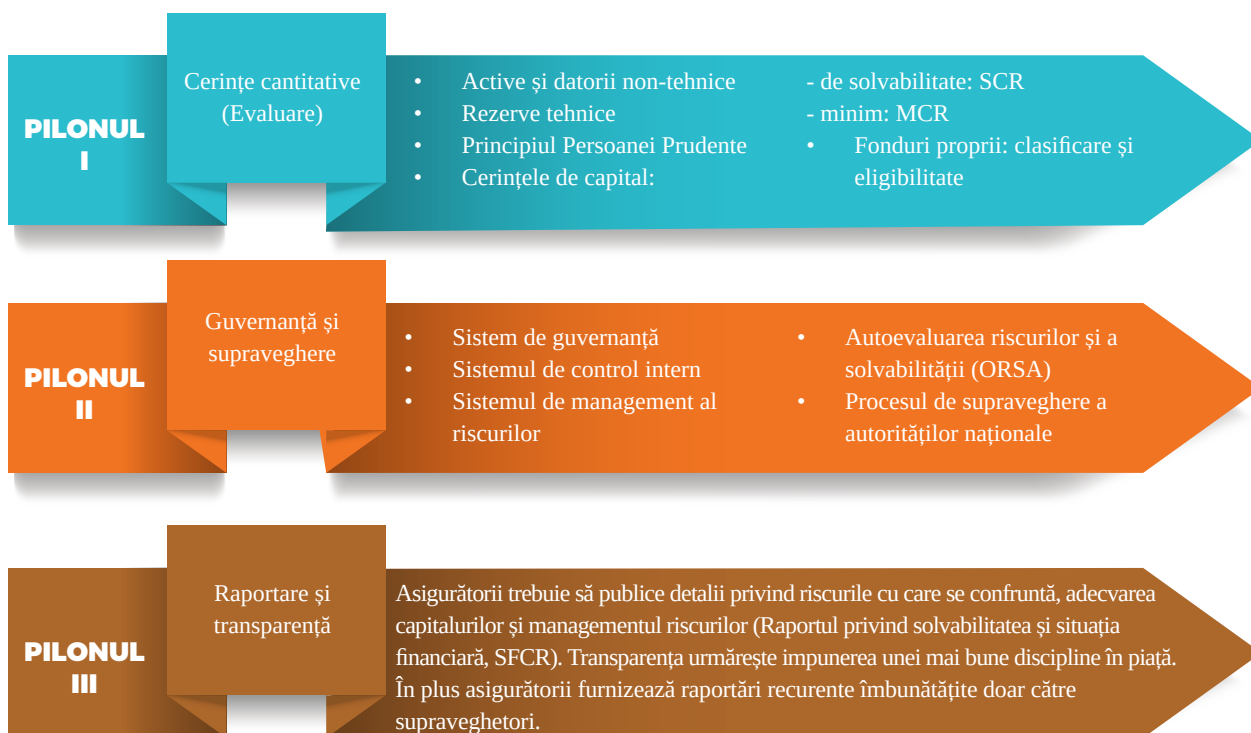 PILONUL
I
Cerințe cantitative
(Evaluare)
• Active și datorii non-tehnice
• Rezerve tehnice
• Principiul Persoanei Prudente
• Cerințele de capital:
- de solvabilitate: SCR
- minim: MCR
• Fonduri proprii: clasificare și
eligibilitate
PILONUL
II
Guvernanță și
supraveghere
• Sistem de guvernanță
• Sistemul de control intern
• Sistemul de management al
riscurilor
• Autoevaluarea riscurilor și a
solvabilității (ORSA)
• Procesul de supraveghere a
autorităților naționale
PILONUL
III
Raportare și
transparență
Asigurătorii trebuie să publice detalii privind riscurile cu care se confruntă, adecvarea
capitalurilor și managementul riscurilor (Raportul privind solvabilitatea și situația
financiară, SFCR). Transparența urmărește impunerea unei mai bune discipline în piață.
În plus asigurătorii furnizează raportări recurente îmbunătățite doar către
supraveghetori.